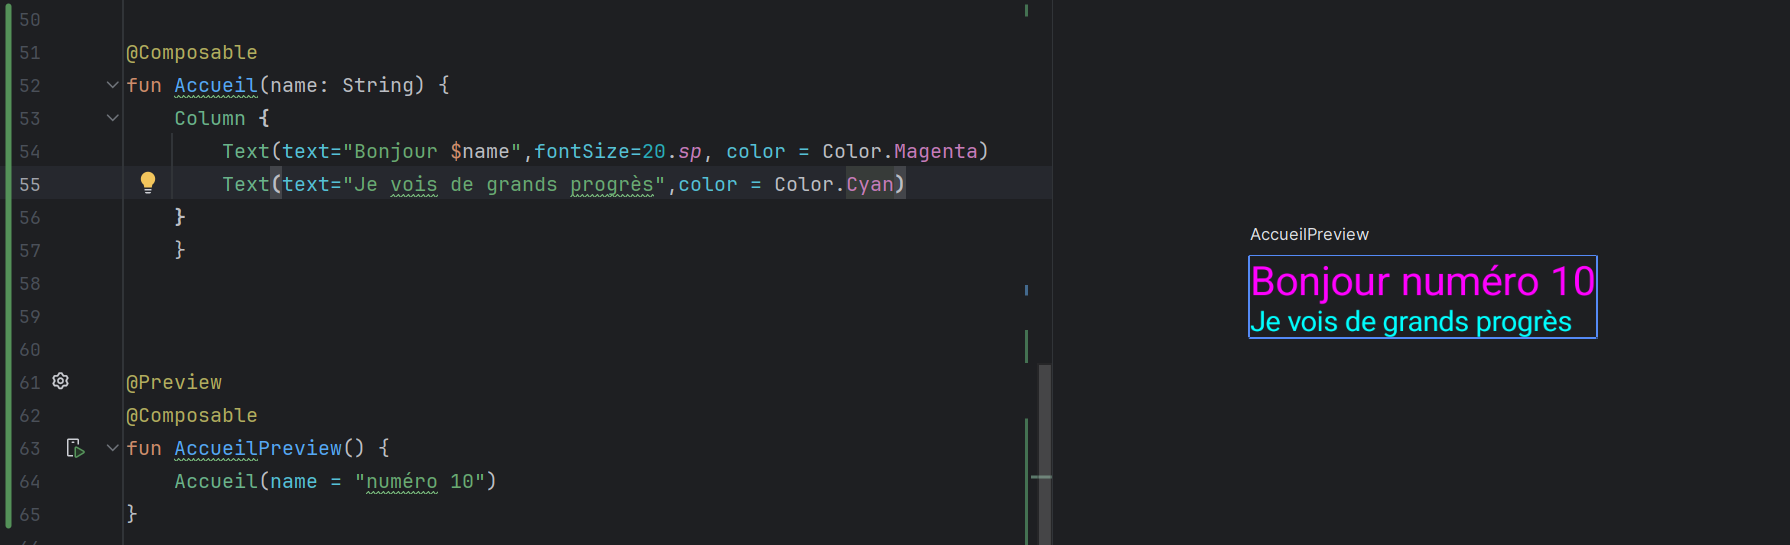 50
51 @Composable
52 fun Accueil(name: String) {
53 Column {
54 Text(text="Bonjour $name",fontSize=20.sp, color = Color.Magenta)
55 Text(text="Je vois de grands progrès",color = Color.Cyan)
56 }
57 }
58
59
60
61 @Preview
62 @Composable
63 fun AccueilPreview() {
64 Accueil(name = "numéro 10")
65 }
AccueilPreview
Bonjour numéro 10
Je vois de grands progrès